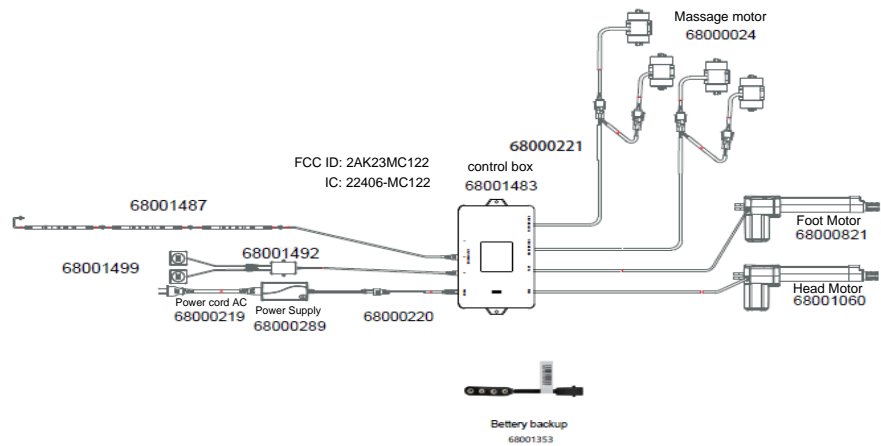 Massage motor
68000024
68000221
FCC ID: 2AK23MC122
IC: 22406-MC122
control box
68001483
68001487
Foot Motor
68000821
68001492
68001499
Head Motor
68001060
Power cord AC
68000219
Power Supply
68000289
68000220
Bettery backup
68001353